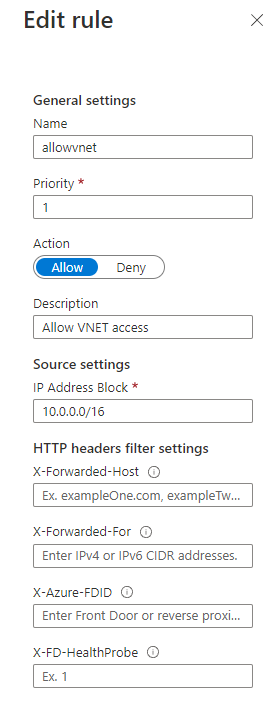 Edit rule
General settings
Name
allowvnet
Priority *
1
Action
Allow Deny
Description
Allow VNET access
Source settings
IP Address Block *
10.0.0.0/16
HTTP headers filter settings
X-Forwarded-Host
Ex. exampleOne.com, exampleTw...
X-Forwarded-For
Enter IPv4 or IPv6 CIDR addresses.
X-Azure-FDID
Enter Front Door or reverse proxi...
X-FD-HealthProbe
Ex. 1